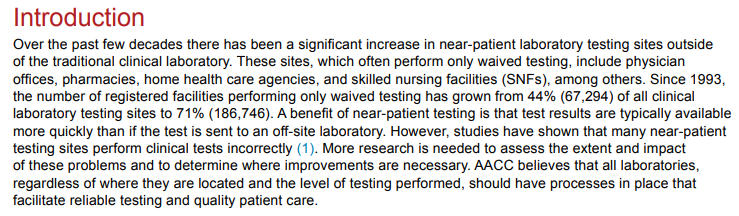 Introduction
Over the past few decades there has been a significant increase in near-patient laboratory testing sites outside
of the traditional clinical laboratory. These sites, which often perform only waived testing, include physician
offices, pharmacies, home health care agencies, and skilled nursing facilities (SNFs), among others. Since 1993,
the number of registered facilities performing only waived testing has grown from 44% (67,294) of all clinical
laboratory testing sites to 71% (186,746). A benefit of near-patient testing is that test results are typically available
more quickly than if the test is sent to an off-site laboratory. However, studies have shown that many near-patient
testing sites perform clinical tests incorrectly (1). More research is needed to assess the extent and impact
of these problems and to determine where improvements are necessary. AACC believes that all laboratories,
regardless of where they are located and the level of testing performed, should have processes in place that
facilitate reliable testing and quality patient care.